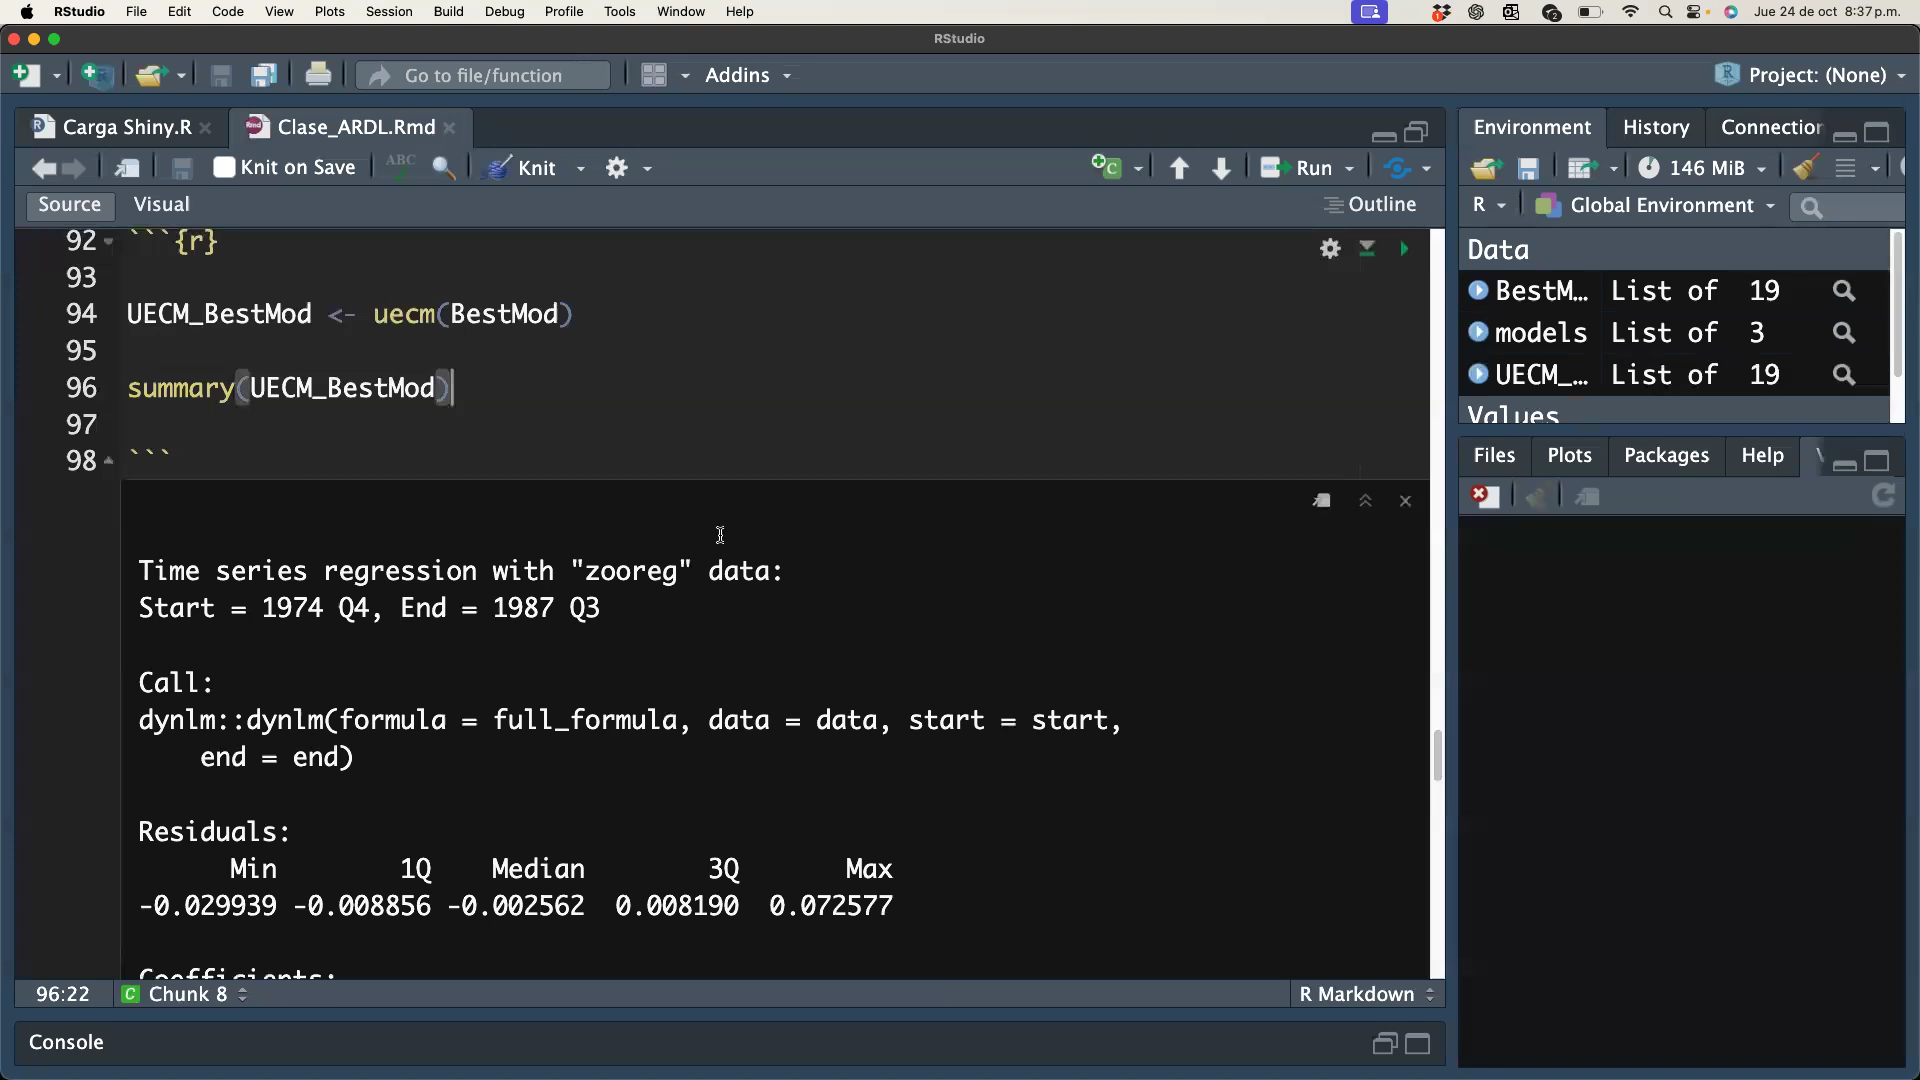 RStudio File Edit Code View Plots Session Build Debug Profile Tools Window Help 1 2 Jue 24 de oct 8:37 p.m.
RStudio
Go to file/function Addins Project: (None)
Carga Shiny.R Clase_ARDL.Rmd
Knit on Save ABC Knit Run
Source Visual Outline
92 ```{r}
93
94 UECM_BestMod <- uecm(BestMod)
95
96 summary(UECM_BestMod)
97
98 ```
Time series regression with "zooreg" data:
Start = 1974 Q4, End = 1987 Q3
Call:
dynlm::dynlm(formula = full_formula, data = data, start = start,
end = end)
Residuals:
Min 1Q Median 3Q Max
-0.029939 -0.008856 -0.002562 0.008190 0.072577
Coefficients:
96:22 C Chunk 8 R Markdown
Console
Environment History Connection
146 MiB
R Global Environment
Data
BestM... List of 19
models List of 3
UECM_... List of 19
Values
Files Plots Packages Help